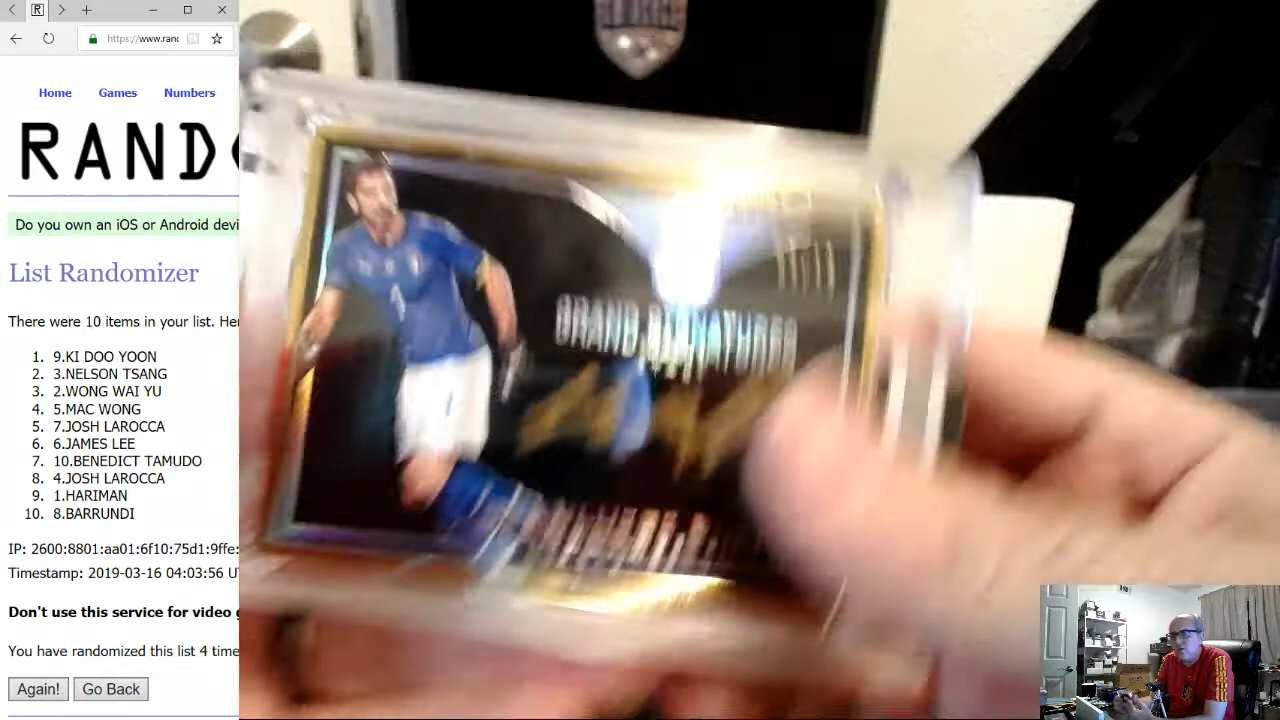 https://www.ranc
Home Games Numbers
RAND
Do you own an iOS or Android devi
List Randomizer
There were 10 items in your list. Her
1. 9.KI DOO YOON
2. 3.NELSON TSANG
3. 2.WONG WAI YU
4. 5.MAC WONG
5. 7.JOSH LAROCCA
6. 6.JAMES LEE
7. 10.BENEDICT TAMUDO
8. 4.JOSH LAROCCA
9. 1.HARIMAN
10. 8.BARRUNDI
IP: 2600:8801:aa01:6f10:75d1:9ffe:
Timestamp: 2019-03-16 04:03:56 U
Don't use this service for video g
You have randomized this list 4 time
Again! Go Back